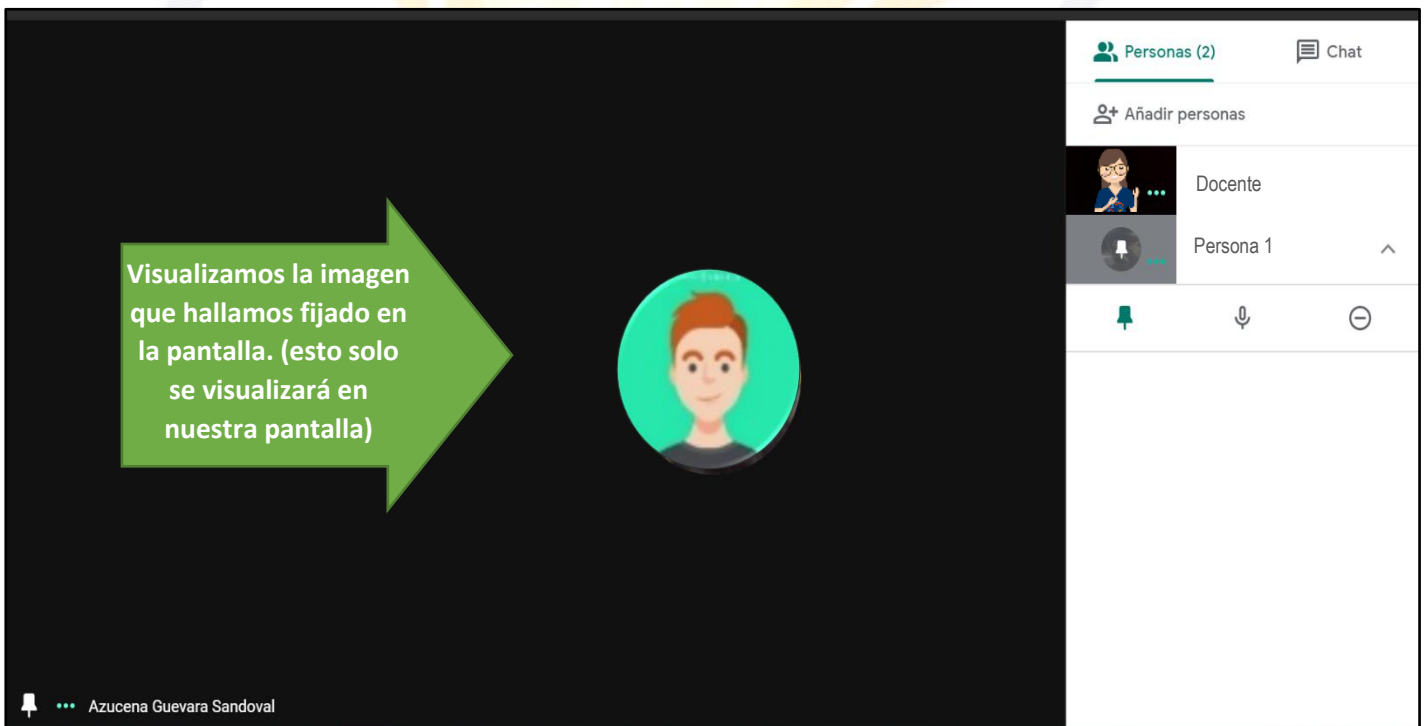 Personas (2)
Chat
Añadir personas
Docente
Persona 1
Visualizamos la imagen
que hallamos fijado en
la pantalla. (esto solo
se visualizará en
nuestra pantalla)
Azucena Guevara Sandoval